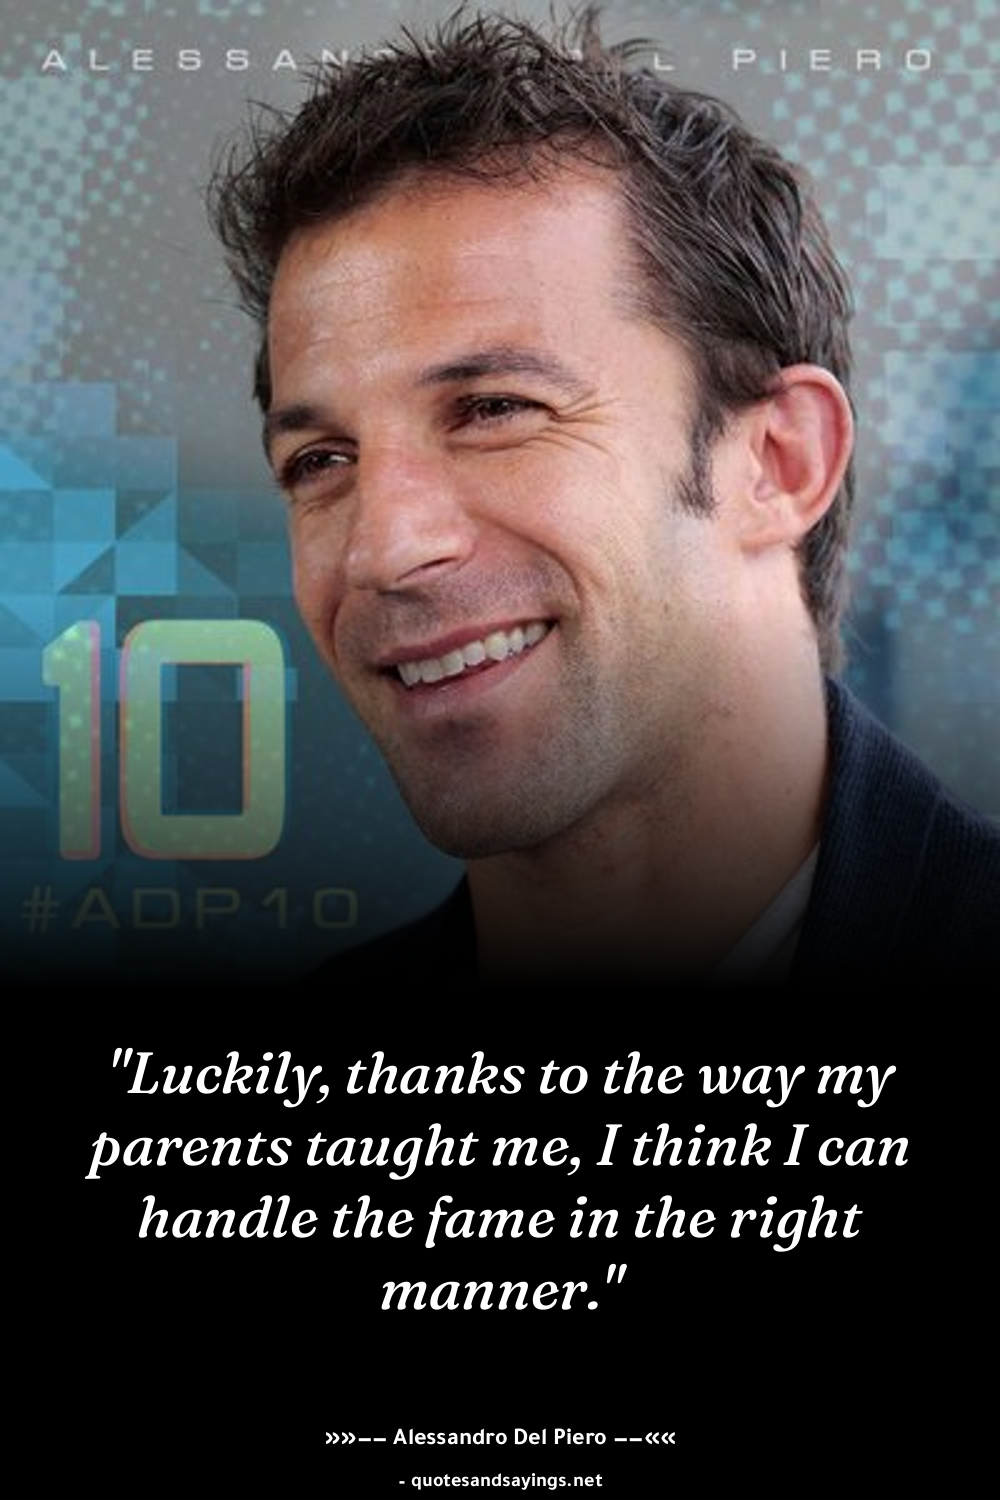 ALESSAN L PIERO
10
#ADP10
"Luckily, thanks to the way my
parents taught me, I think I can
handle the fame in the right
manner."
»»–– Alessandro Del Piero ––««
- quotesandsayings.net